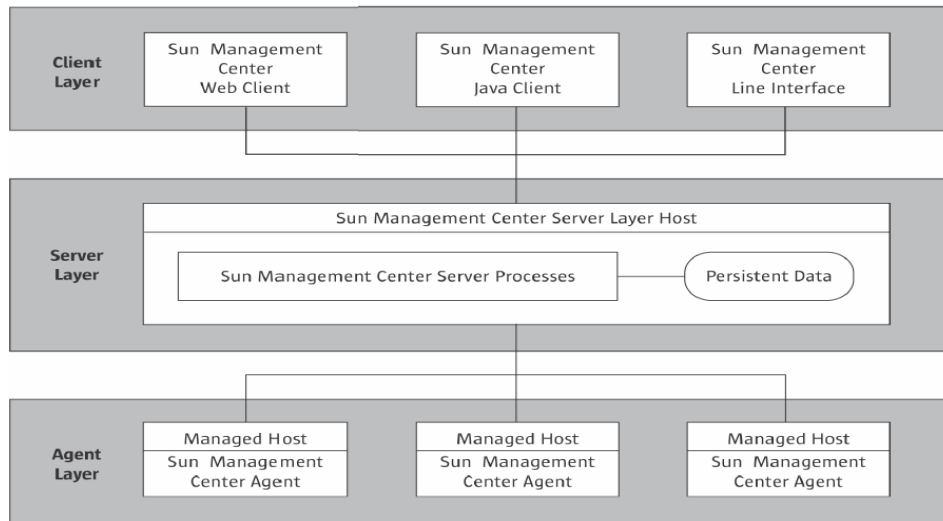 Client
Layer
Sun Management
Center
Web Client
Sun Management
Center
Java Client
Sun Management
Center
Line Interface
Server
Layer
Sun Management Center Server Layer Host
Sun Management Center Server Processes
Persistent Data
Agent
Layer
Managed Host
Sun Management
Center Agent
Managed Host
Sun Management
Center Agent
Managed Host
Sun Management
Center Agent